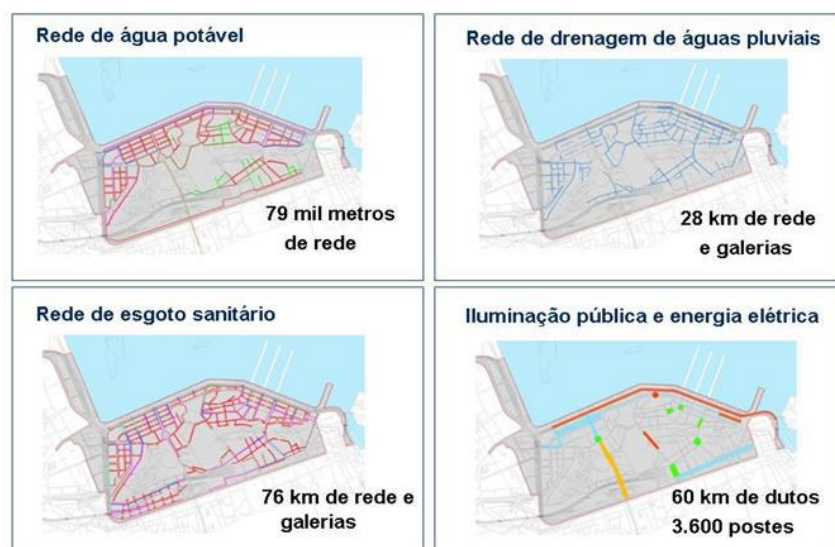 Rede de água potável
79 mil metros
de rede
Rede de drenagem de águas pluviais
28 km de rede
e galerias
Rede de esgoto sanitário
76 km de rede e
galerias
Iluminação pública e energia elétrica
60 km de dutos
3.600 postes